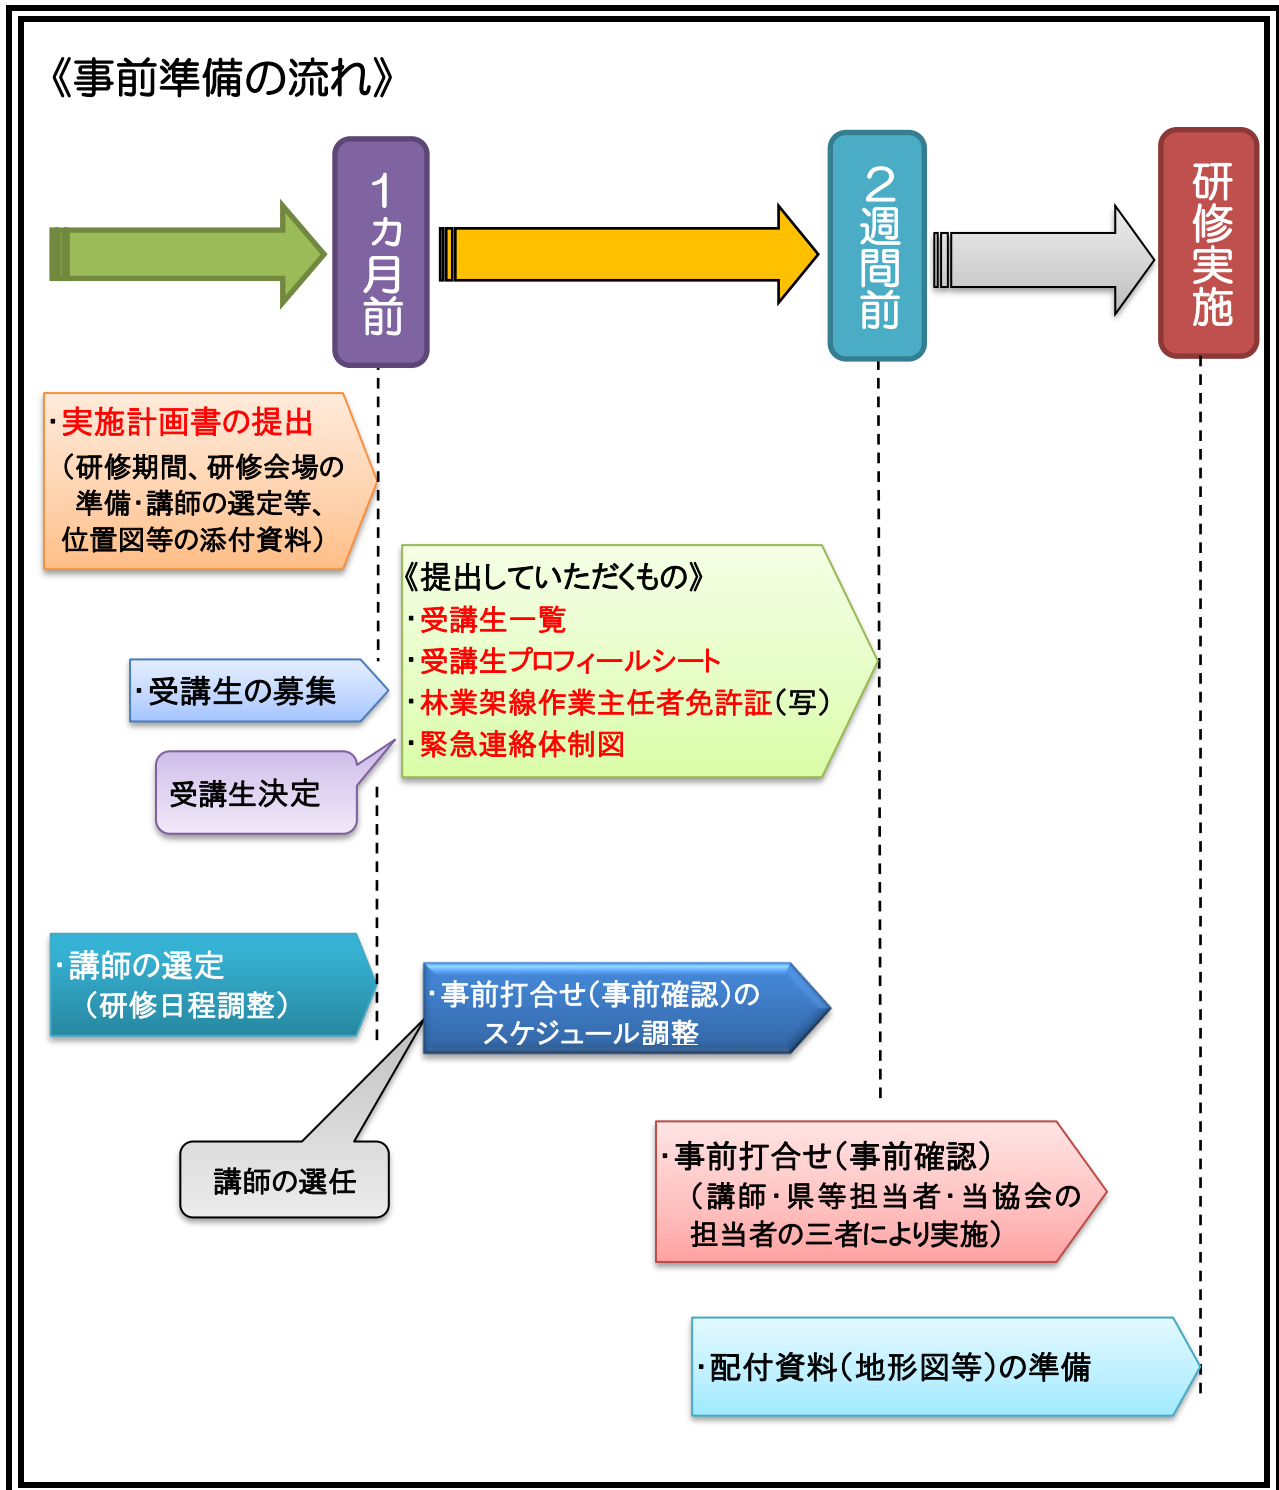 《事前準備の流れ》
１ヵ月前
２週間前
研修実施
・実施計画書の提出
（研修期間、研修会場の
準備・講師の選定等、
位置図等の添付資料）
《提出していただくもの》
・受講生一覧
・受講生プロフィールシート
・林業架線作業主任者免許証（写）
・緊急連絡体制図
・受講生の募集
受講生決定
・講師の選定
（研修日程調整）
・事前打合せ（事前確認）の
スケジュール調整
講師の選任
・事前打合せ（事前確認）
（講師・県等担当者・当協会の
担当者の三者により実施）
・配付資料（地形図等）の準備